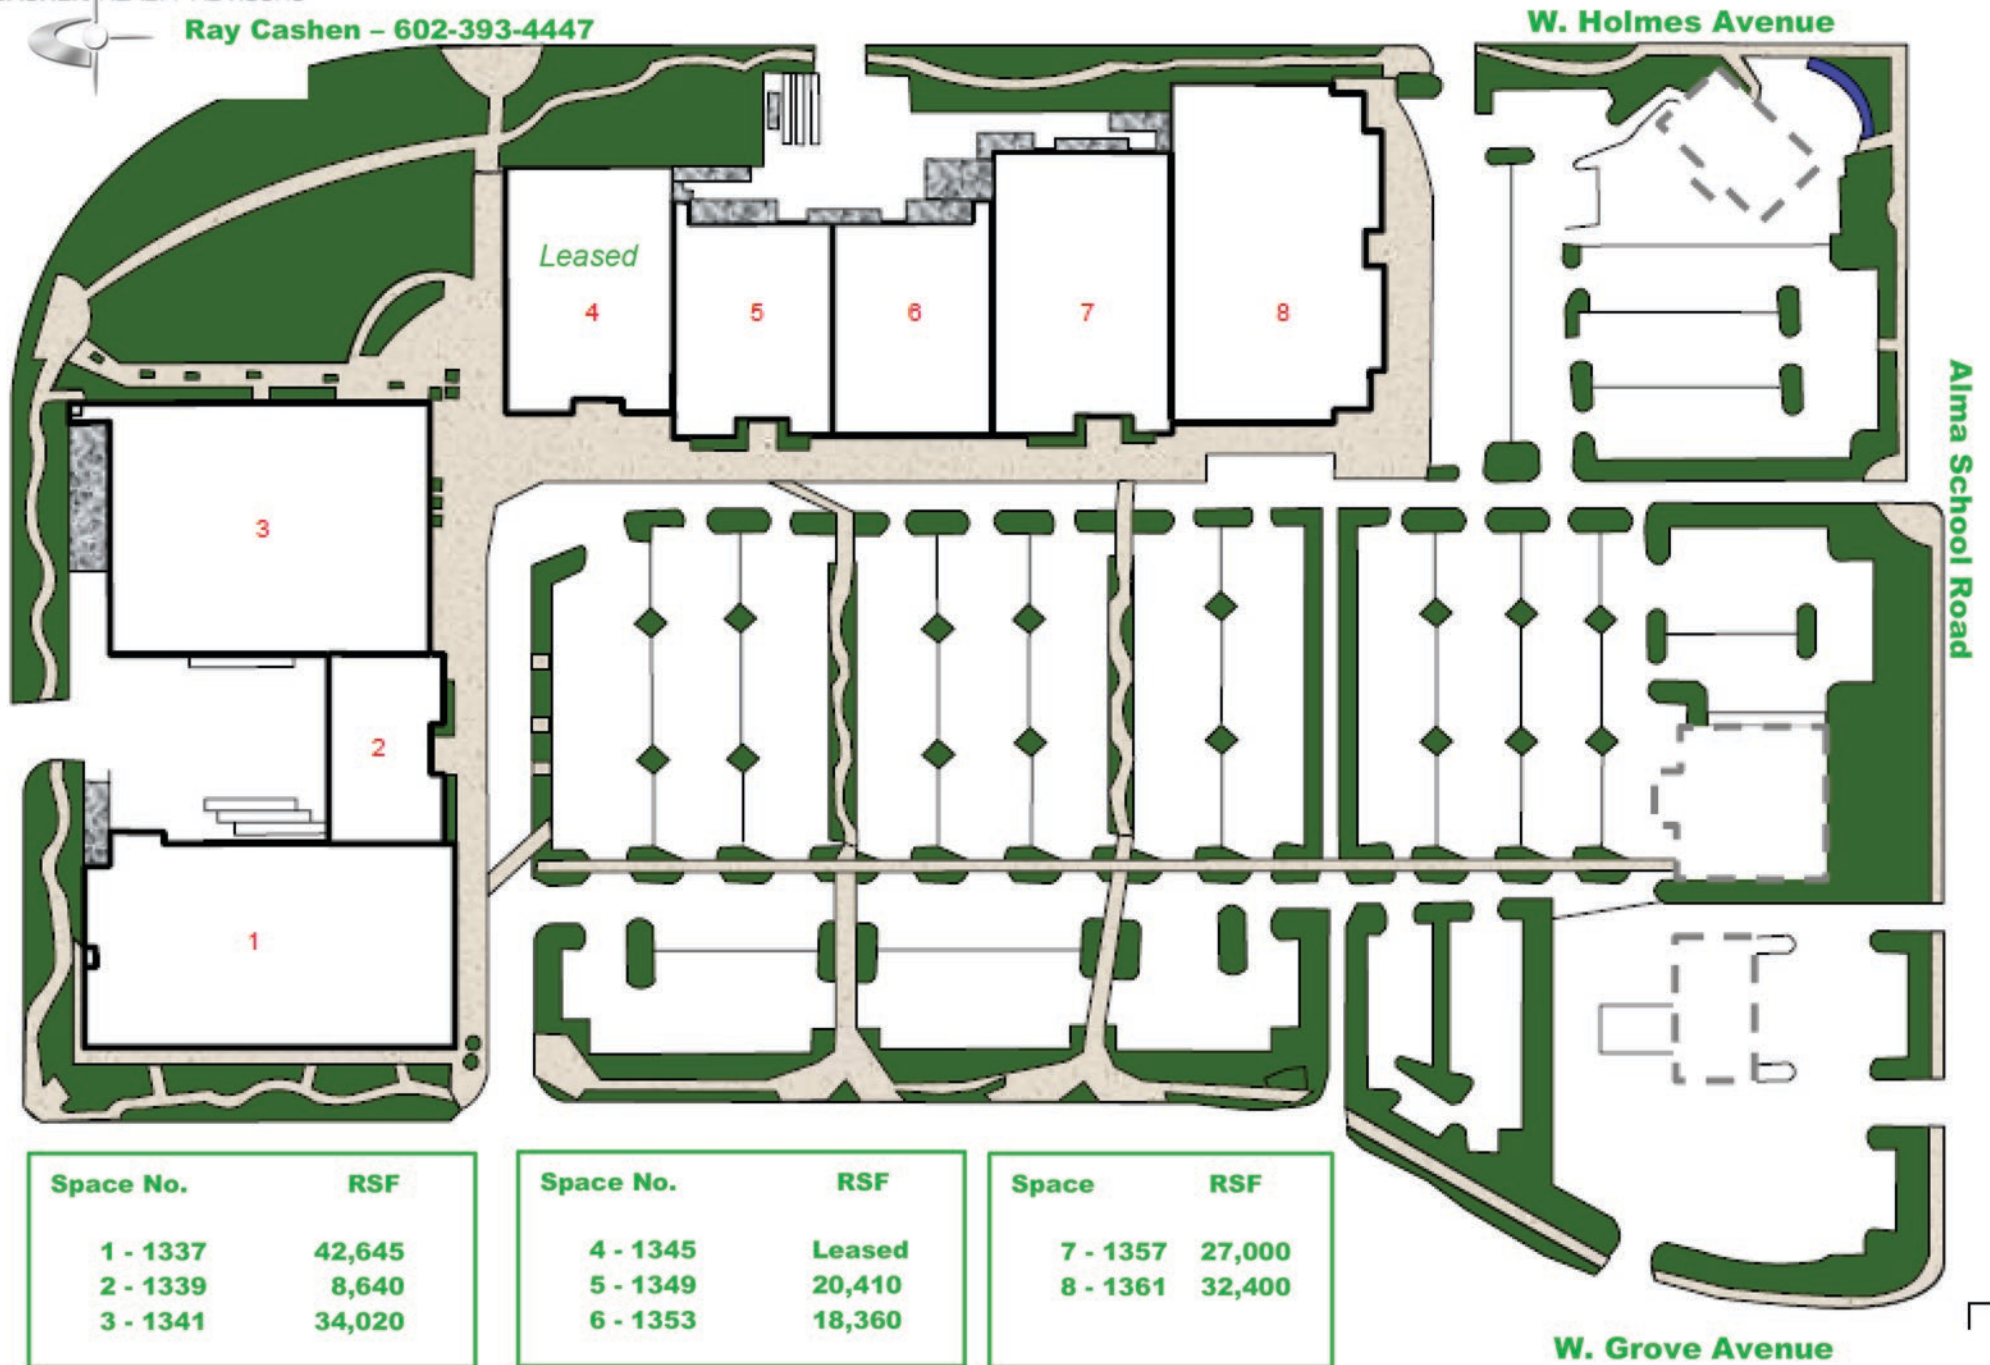 Ray Cashen – 602-393-4447
W. Holmes Avenue
Alma School Road
Leased
4
5
6
7
8
3
2
1
Space No. RSF
1 - 1337 42,645
2 - 1339 8,640
3 - 1341 34,020
Space No. RSF
4 - 1345 Leased
5 - 1349 20,410
6 - 1353 18,360
Space RSF
7 - 1357 27,000
8 - 1361 32,400
W. Grove Avenue